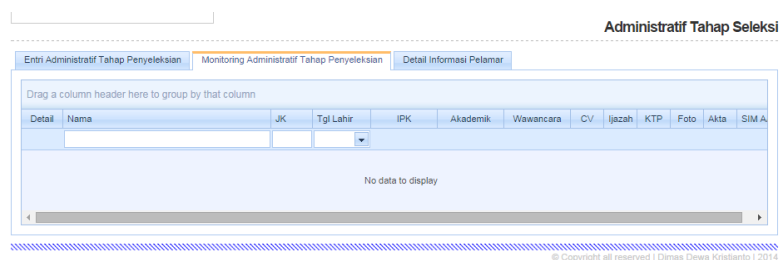 Administratif Tahap Seleksi
Entri Administratif Tahap Penyeleksian Monitoring Administratif Tahap Penyeleksian Detail Informasi Pelamar
Drag a column header here to group by that column
Detail Nama JK Tgl Lahir IPK Akademik Wawancara CV Ijazah KTP Foto Akta SIM A
No data to display
© Copyright all reserved | Dimas Dewa Kristianto | 2014